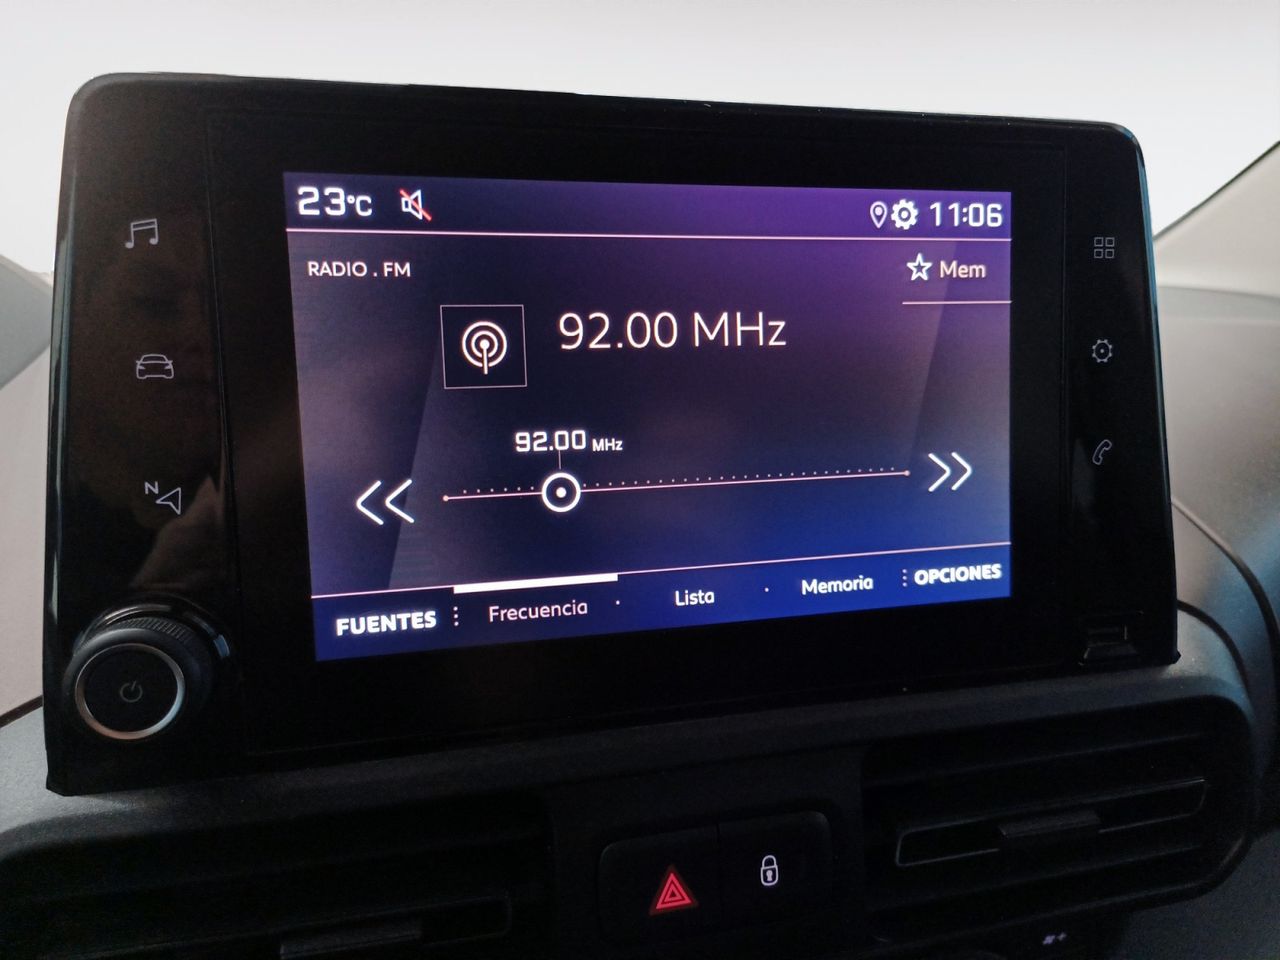 23°C 11:06
RADIO . FM Mem
92.00 MHz
92.00 MHz
N
FUENTES Frecuencia Lista Memoria OPCIONES